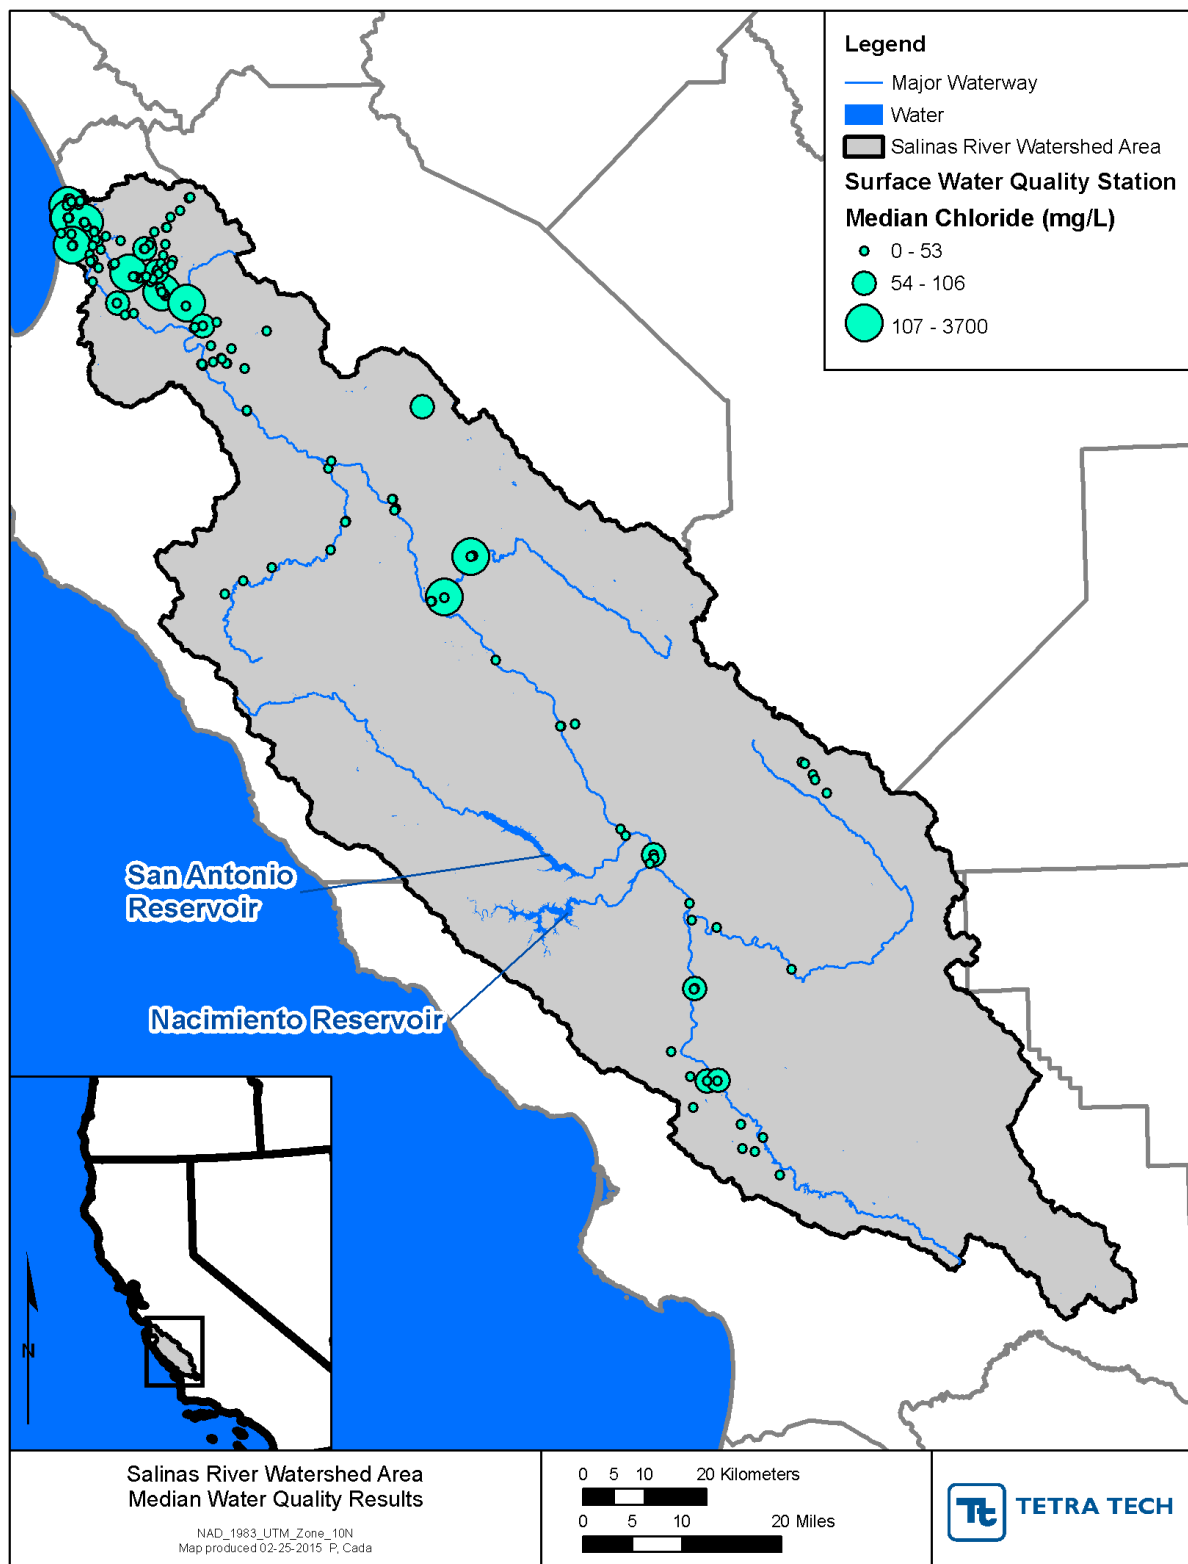 Legend
Major Waterway
Water
Salinas River Watershed Area
Surface Water Quality Station
Median Chloride (mg/L)
0 - 53
54 - 106
107 - 3700
San Antonio
Reservoir
Nacimiento Reservoir
N
Salinas River Watershed Area
Median Water Quality Results
NAD_1983_UTM_Zone_10N
Map produced 02-25-2015 P, Cada
0 5 10 20 Kilometers
0 5 10 20 Miles
Tt TETRA TECH